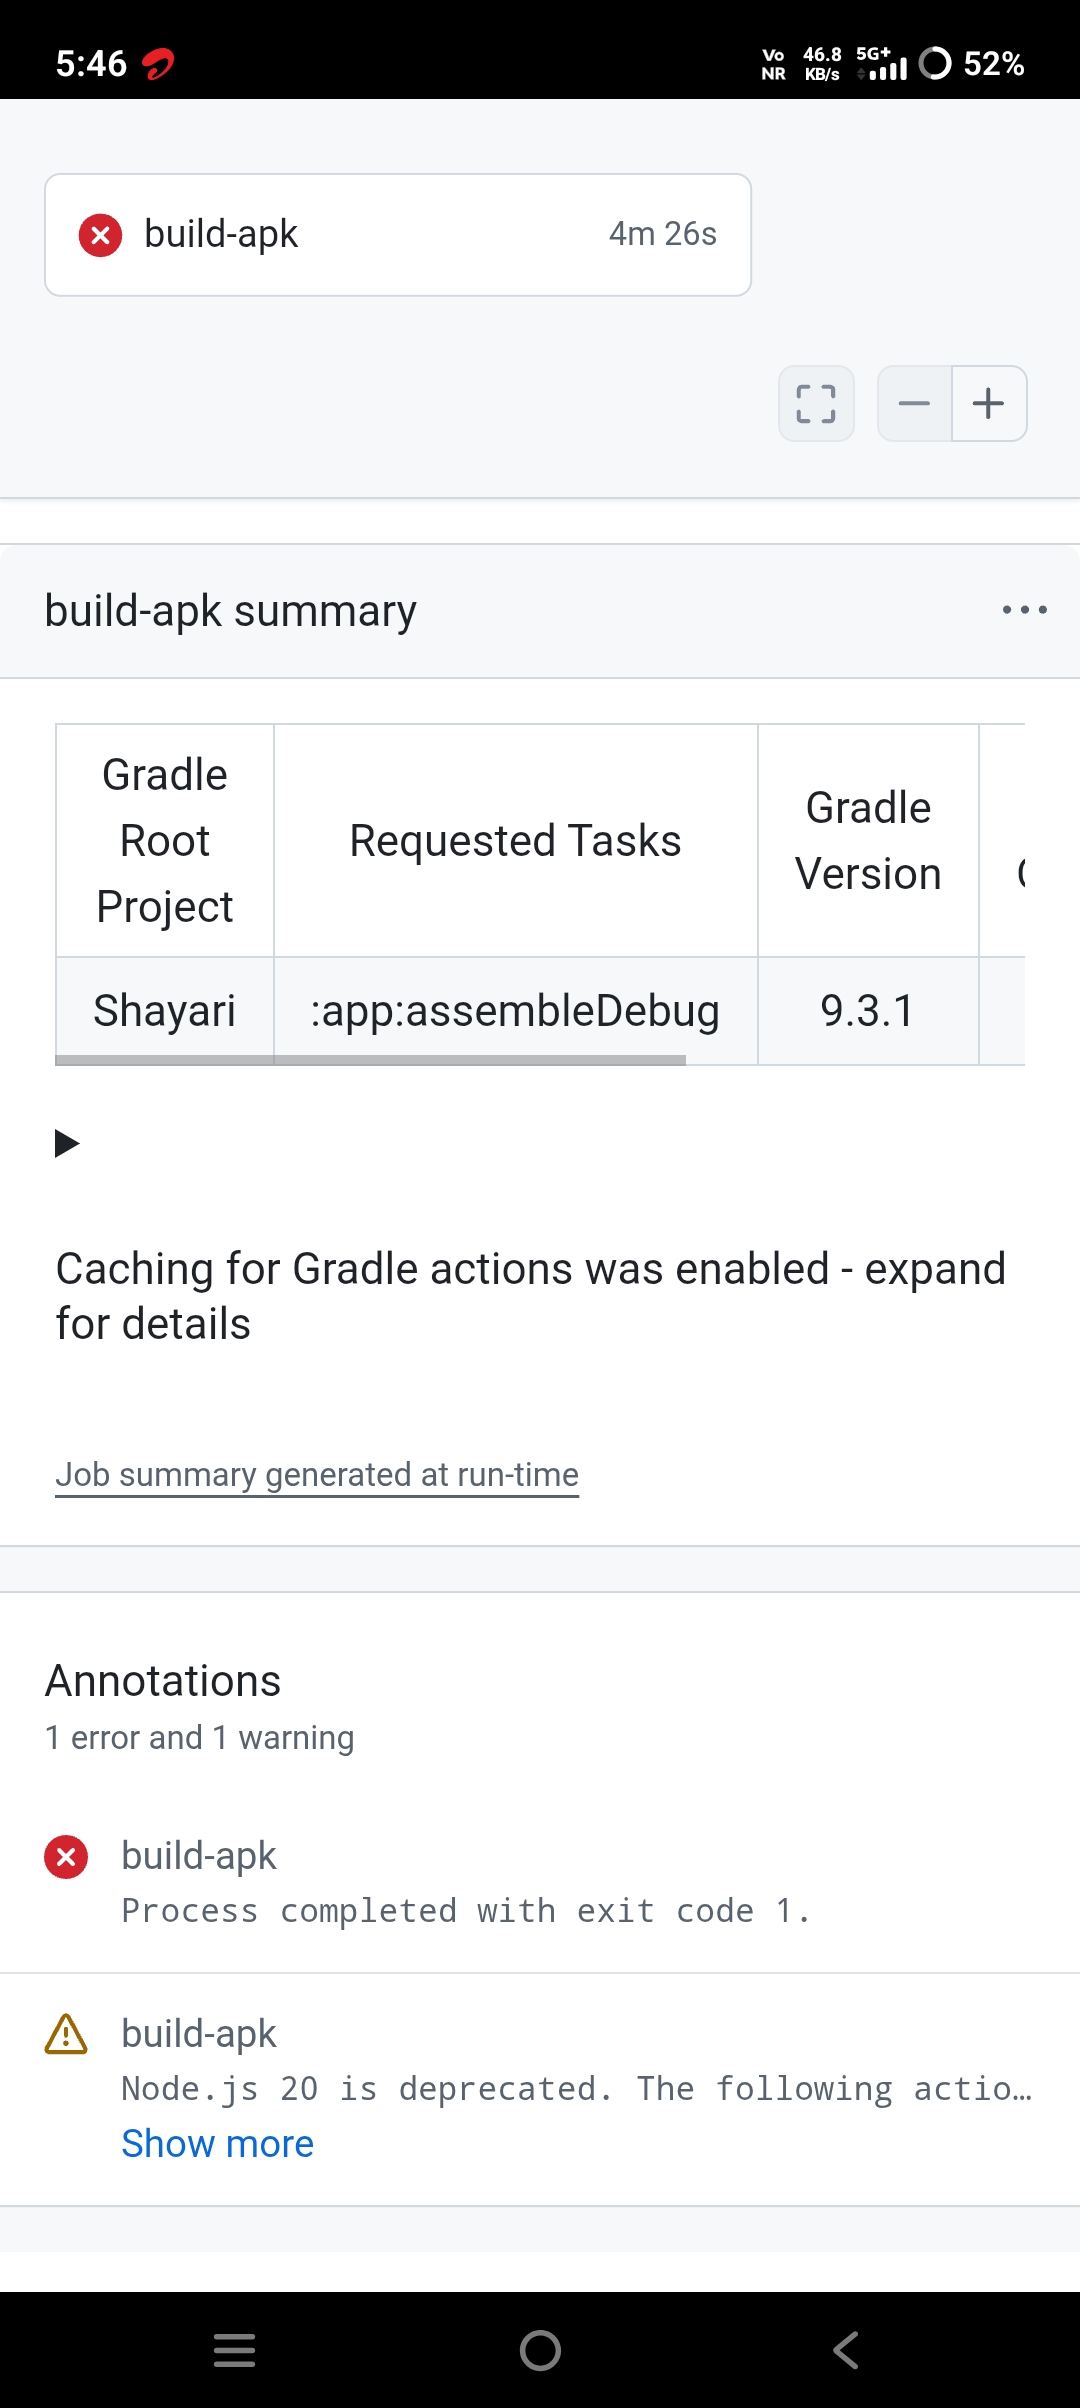 5:46
Vo NR 46.8 KB/s 5G+ 52%
build-apk 4m 26s
build-apk summary
Gradle Root Project Requested Tasks Gradle Version
Shayari :app:assembleDebug 9.3.1
Caching for Gradle actions was enabled - expand
for details
Job summary generated at run-time
Annotations
1 error and 1 warning
build-apk
Process completed with exit code 1.
build-apk
Node.js 20 is deprecated. The following actio…
Show more